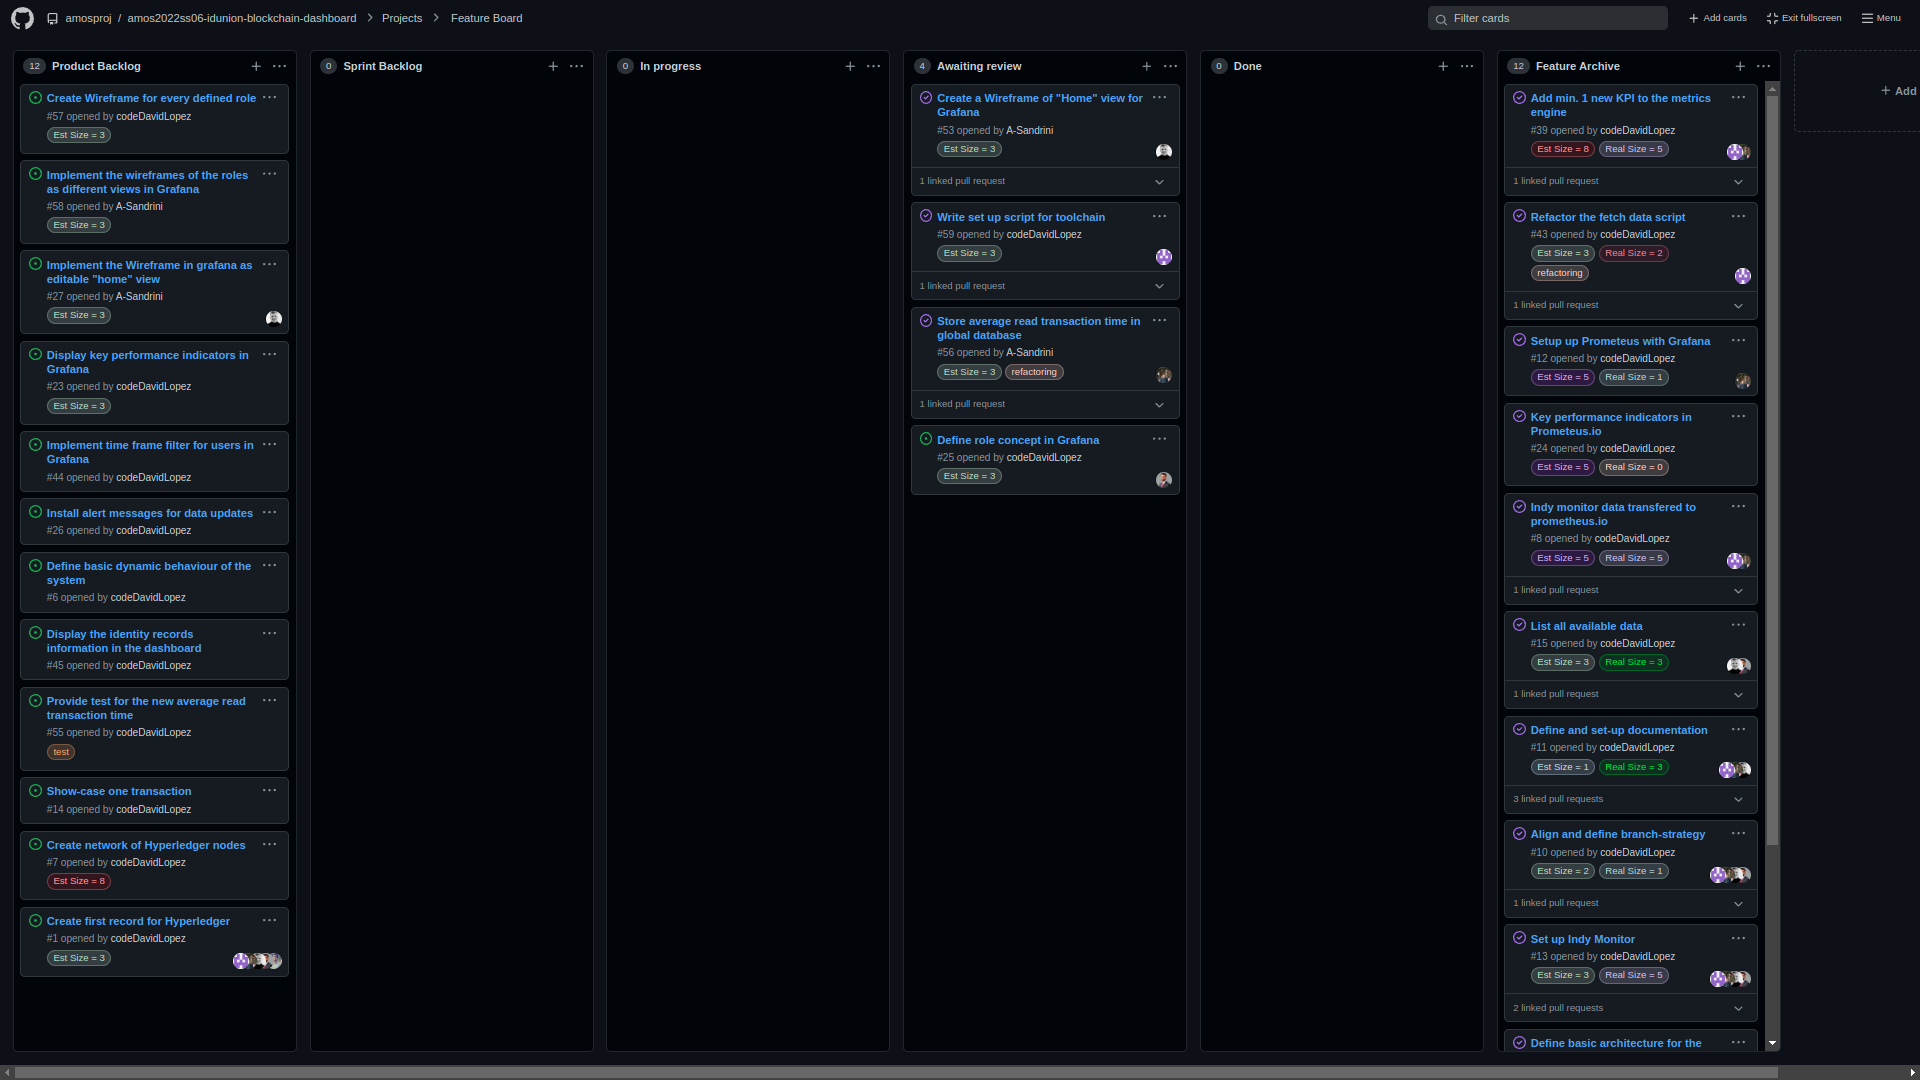 amosproj / amos2022ss06-idunion-blockchain-dashboard > Projects > Feature Board
Filter cards
+ Add cards
Exit fullscreen
Menu
12 Product Backlog
Create Wireframe for every defined role
#57 opened by codeDavidLopez
Est Size = 3
Implement the wireframes of the roles
as different views in Grafana
#58 opened by A-Sandrini
Est Size = 3
Implement the Wireframe in grafana as
editable "home" view
#27 opened by A-Sandrini
Est Size = 3
Display key performance indicators in
Grafana
#23 opened by codeDavidLopez
Est Size = 3
Implement time frame filter for users in
Grafana
#44 opened by codeDavidLopez
Install alert messages for data updates
#26 opened by codeDavidLopez
Define basic dynamic behaviour of the
system
#6 opened by codeDavidLopez
Display the identity records
information in the dashboard
#45 opened by codeDavidLopez
Provide test for the new average read
transaction time
#55 opened by codeDavidLopez
test
Show-case one transaction
#14 opened by codeDavidLopez
Create network of Hyperledger nodes
#7 opened by codeDavidLopez
Est Size = 8
Create first record for Hyperledger
#1 opened by codeDavidLopez
Est Size = 3
0 Sprint Backlog
0 In progress
4 Awaiting review
Create a Wireframe of "Home" view for
Grafana
#53 opened by A-Sandrini
Est Size = 3
1 linked pull request
Write set up script for toolchain
#59 opened by codeDavidLopez
Est Size = 3
1 linked pull request
Store average read transaction time in
global database
#56 opened by A-Sandrini
Est Size = 3 refactoring
1 linked pull request
Define role concept in Grafana
#25 opened by codeDavidLopez
Est Size = 3
0 Done
12 Feature Archive
Add min. 1 new KPI to the metrics
engine
#39 opened by codeDavidLopez
Est Size = 8 Real Size = 5
1 linked pull request
Refactor the fetch data script
#43 opened by codeDavidLopez
Est Size = 3 Real Size = 2
refactoring
1 linked pull request
Setup up Prometeus with Grafana
#12 opened by codeDavidLopez
Est Size = 5 Real Size = 1
Key performance indicators in
Prometeus.io
#24 opened by codeDavidLopez
Est Size = 5 Real Size = 0
Indy monitor data transfered to
prometheus.io
#8 opened by codeDavidLopez
Est Size = 5 Real Size = 5
1 linked pull request
List all available data
#15 opened by codeDavidLopez
Est Size = 3 Real Size = 3
1 linked pull request
Define and set-up documentation
#11 opened by codeDavidLopez
Est Size = 1 Real Size = 3
3 linked pull requests
Align and define branch-strategy
#10 opened by codeDavidLopez
Est Size = 2 Real Size = 1
1 linked pull request
Set up Indy Monitor
#13 opened by codeDavidLopez
Est Size = 3 Real Size = 5
2 linked pull requests
Define basic architecture for the
+ Add